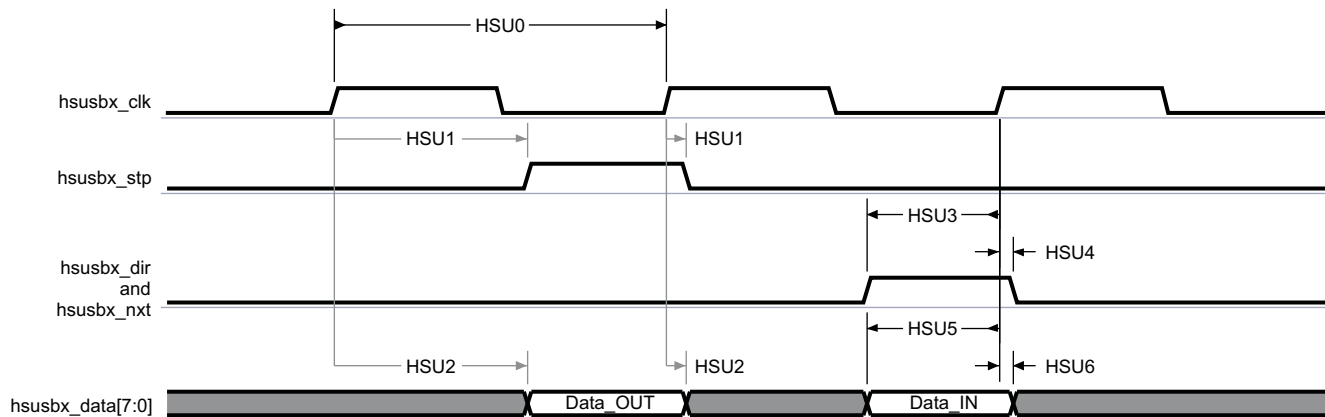 HSU0
hsusbx_clk
HSU1
HSU1
hsusbx_stp
HSU3
HSU4
hsusbx_dir
and
hsusbx_nxt
HSU5
HSU2
HSU2
HSU6
hsusbx_data[7:0]
Data_OUT
Data_IN